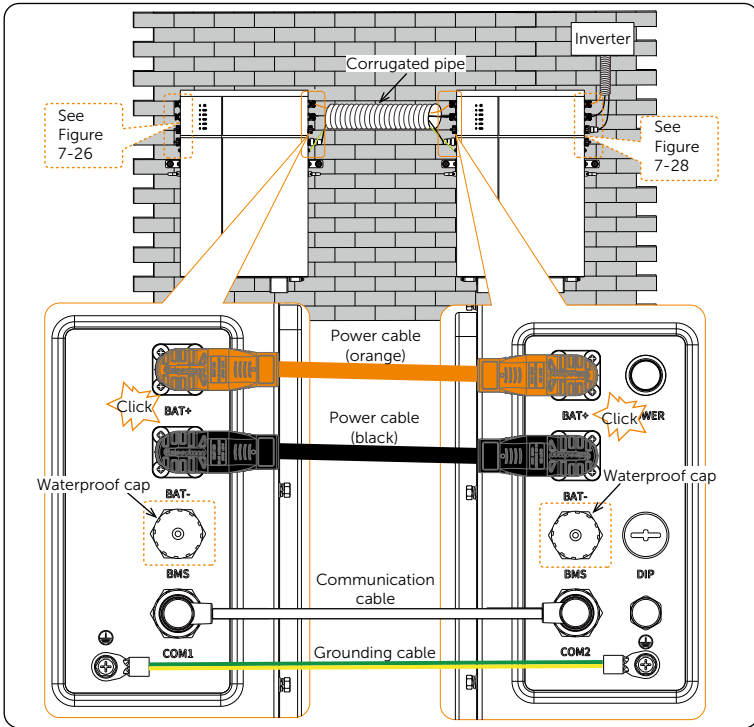 Inverter
Corrugated pipe
See
Figure
7-26
See
Figure
7-28
Power cable
(orange)
Click
BAT+
BAT+
Click
WER
Power cable
(black)
Waterproof cap
BAT-
Waterproof cap
BAT-
BMS
BMS
DIP
Communication
cable
COM1
COM2
Grounding cable